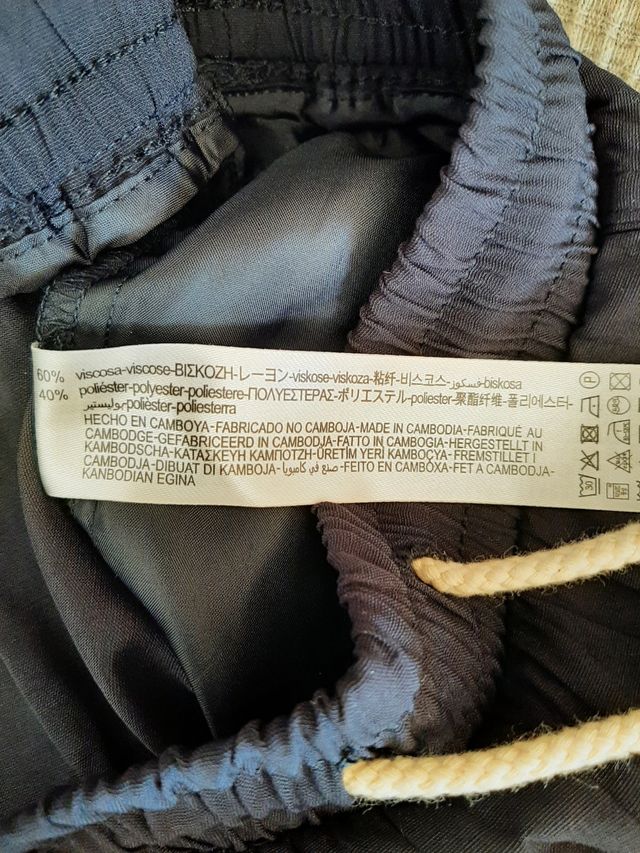 60% viscosa-viscose-ΒΙΣΚΟΖΗ-レーヨン-viskose-viskoza-粘纤-비스코스-فسكوز-biskosa
40% poliéster-polyester-poliestere-ΠΟΛΥΕΣΤΕΡΑΣ-ポリエステル-poliester-聚酯纤维-폴리에스터-
بوليستير-polièster-poliesterra
HECHO EN CAMBOYA-FABRICADO NO CAMBOJA-MADE IN CAMBODIA-FABRIQUÉ AU
CAMBODGE-GEFABRICEERD IN CAMBODJA-FATTO IN CAMBOGIA-HERGESTELLT IN
KAMBODSCHA-ΚΑΤΑΣΚΕΥΗ ΚΑΜΠΟΤΖΗ-ÜRETİM YERİ KAMBOÇYA-FREMSTILLET I
CAMBODJA-DIBUAT DI KAMBOJA-صنع في كامبويا-FEITO EN CAMBOXA-FET A CAMBODJA-
KANBODIAN EGINA